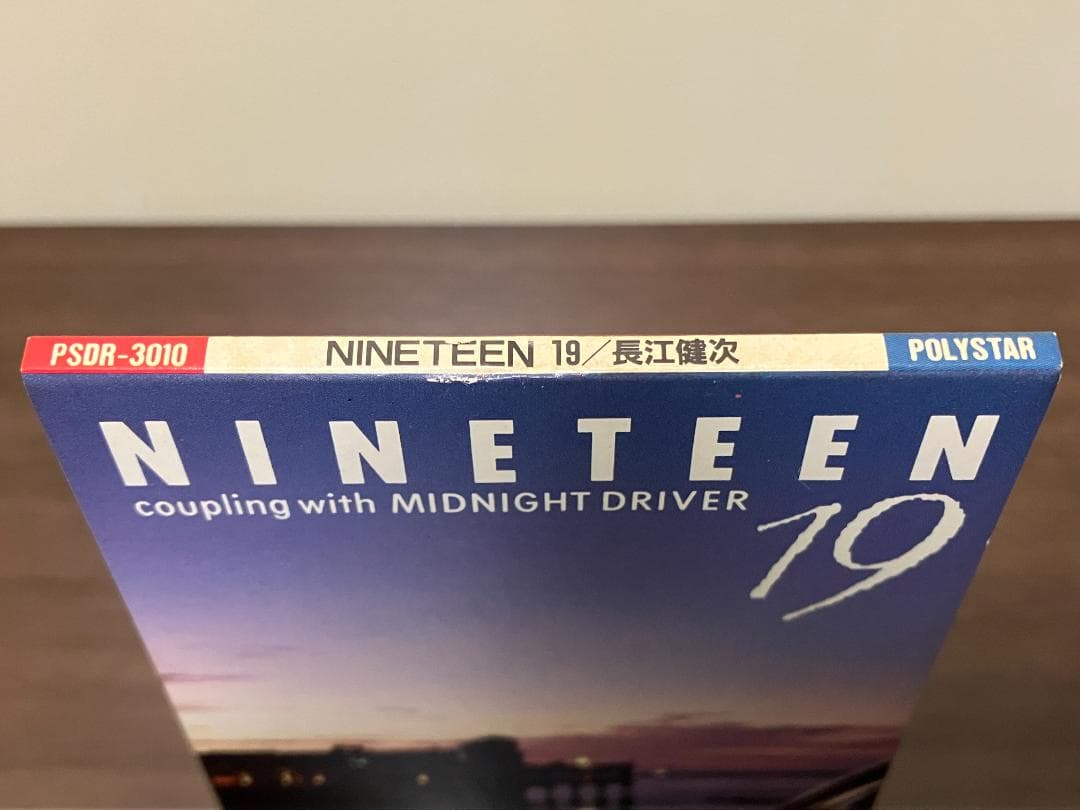 PSDR-3010 NINETEEN 19／長江健次 POLYSTAR
NINETEEN
coupling with MIDNIGHT DRIVER
19